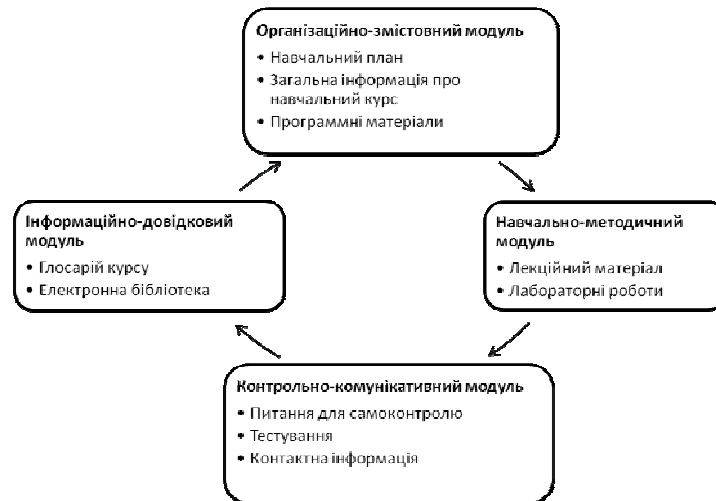 Організаційно-змістовний модуль
• Навчальний план
• Загальна інформація про
навчальний курс
• Программні матеріали
Інформаційно-довідковий
модуль
• Глосарій курсу
• Електронна бібліотека
Навчально-методичний
модуль
• Лекційний матеріал
• Лабораторні роботи
Контрольно-комунікативний модуль
• Питання для самоконтролю
• Тестування
• Контактна інформація